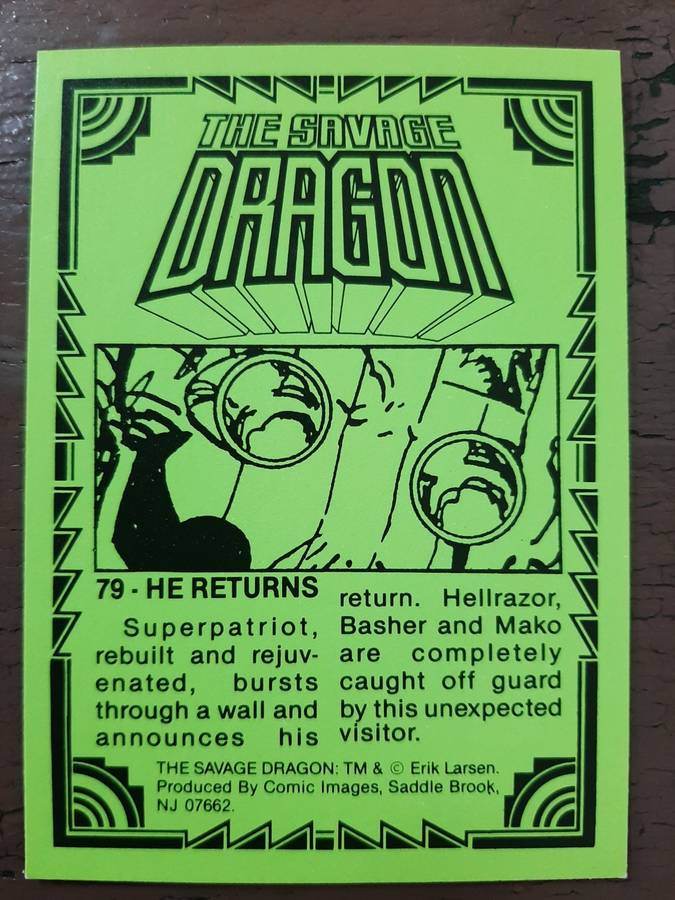 THE SAVAGE
DRAGON
79 - HE RETURNS
Superpatriot,
rebuilt and rejuv-
enated, bursts
through a wall and
announces his
return. Hellrazor,
Basher and Mako
are completely
caught off guard
by this unexpected
visitor.
THE SAVAGE DRAGON: TM & © Erik Larsen.
Produced By Comic Images, Saddle Brook,
NJ 07662.